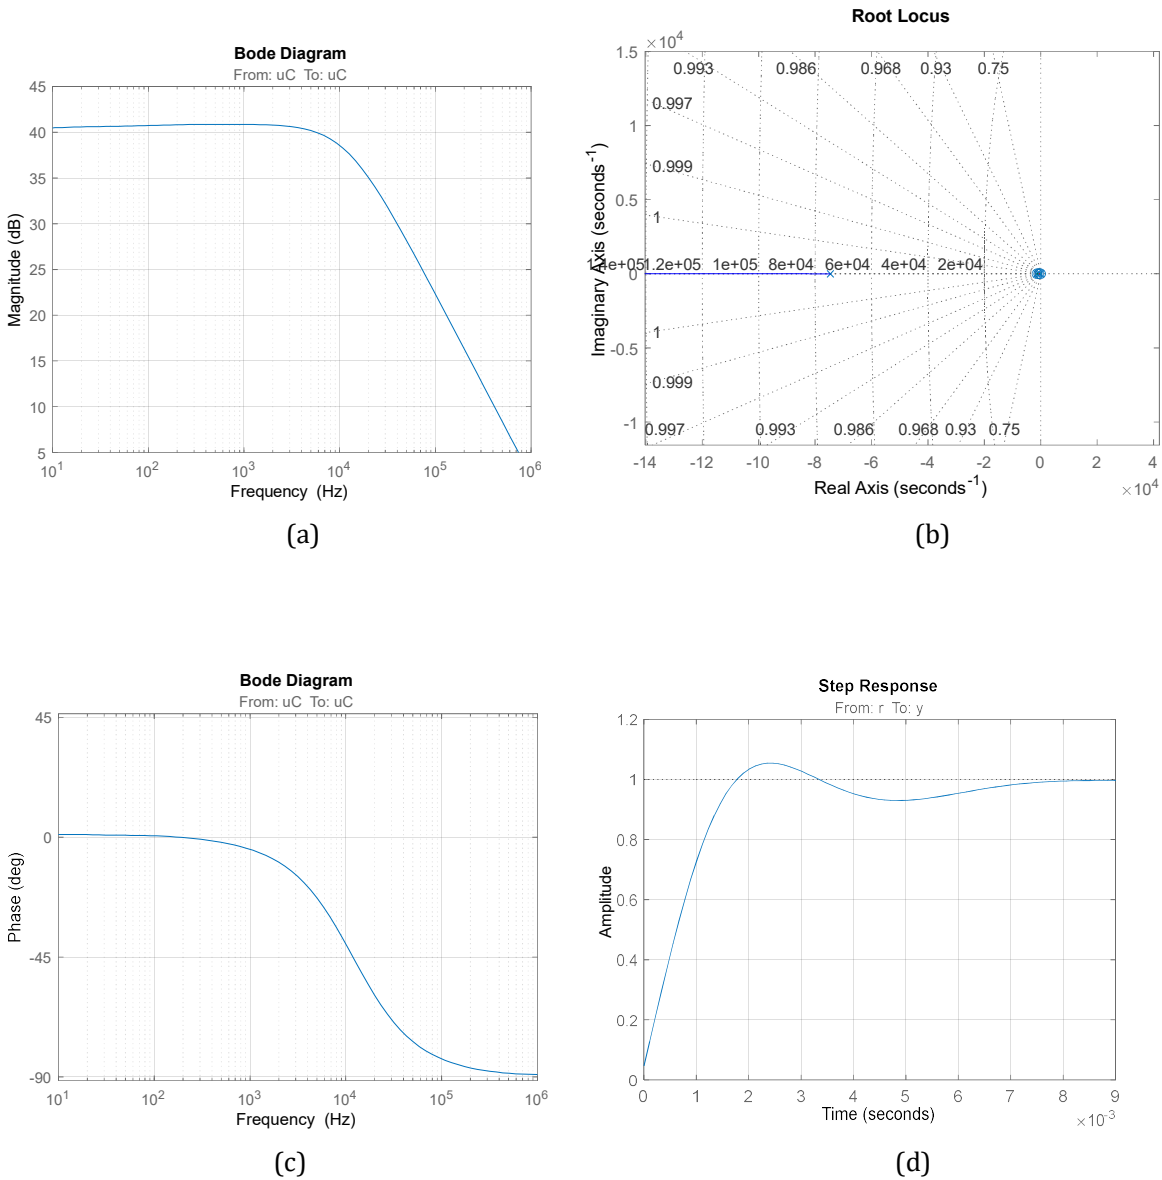 Bode Diagram
From: uC To: uC
45
40
35
30
25
20
15
10
5
Magnitude (dB)
10^1 10^2 10^3 10^4 10^5 10^6
Frequency (Hz)
(a)
Root Locus
×10^4
1.5
1
0.5
0
-0.5
-1
Imaginary Axis (seconds^-1)
0.993 0.986 0.968 0.93 0.75
0.997
0.999
1
1.4e+05 1.2e+05 1e+05 8e+04 6e+04 4e+04 2e+04
1
0.999
0.997 0.993 0.986 0.968 0.93 0.75
-14 -12 -10 -8 -6 -4 -2 0 2 4
Real Axis (seconds^-1)
×10^4
(b)
Bode Diagram
From: uC To: uC
45
0
-45
-90
Phase (deg)
10^1 10^2 10^3 10^4 10^5 10^6
Frequency (Hz)
(c)
Step Response
From: r To: y
1.2
1
0.8
0.6
0.4
0.2
0
Amplitude
0 1 2 3 4 5 6 7 8 9
Time (seconds)
×10^-3
(d)